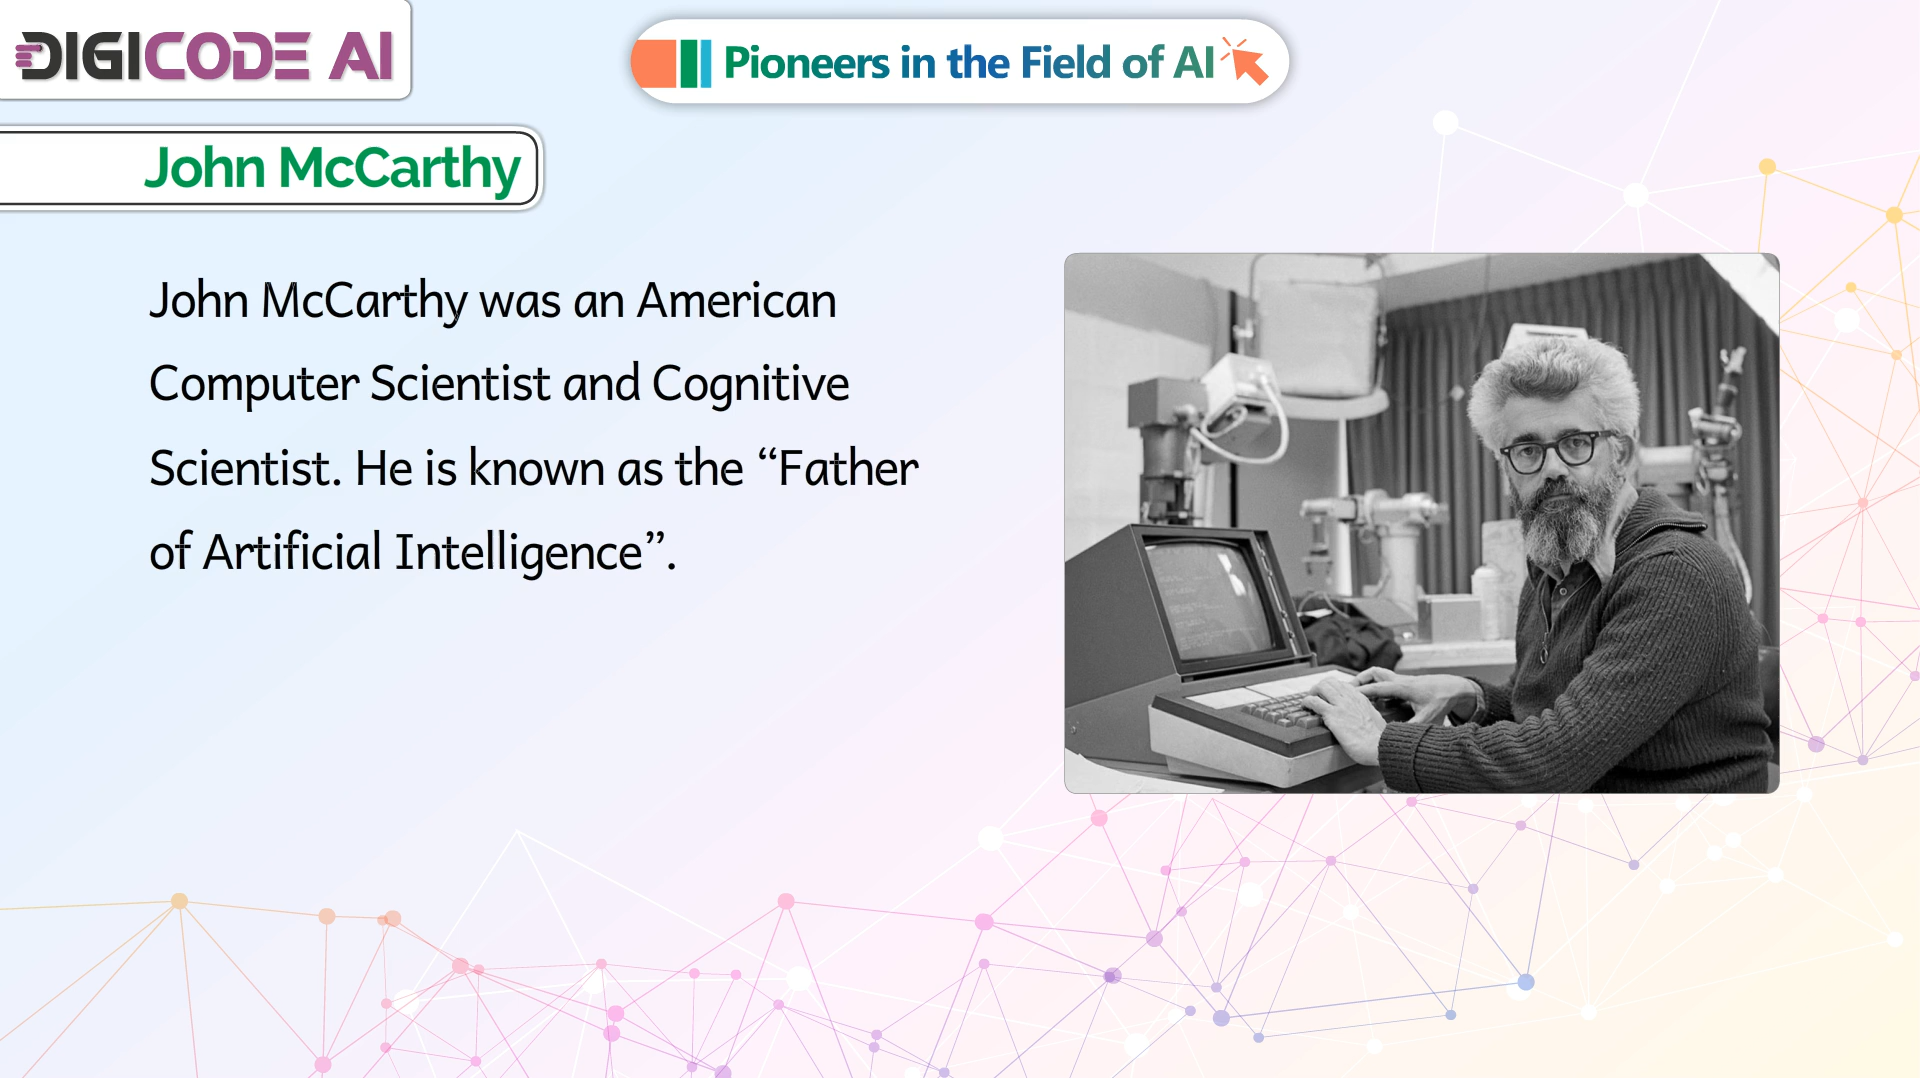 DIGICODE AI
Pioneers in the Field of AI
John McCarthy
John McCarthy was an American
Computer Scientist and Cognitive
Scientist. He is known as the “Father
of Artificial Intelligence”.